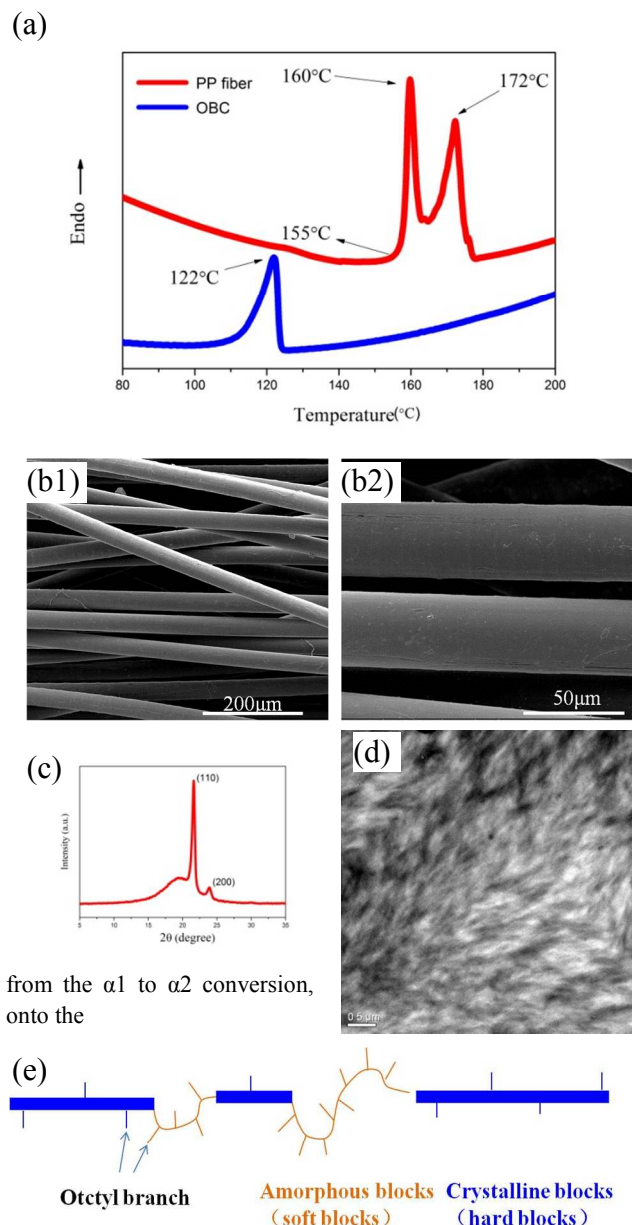 (a)
PP fiber
OBC
160°C
172°C
155°C
122°C
Endo
80 100 120 140 160 180 200
Temperature(°C)
(b1)
200μm
(b2)
50μm
(c)
(110)
(200)
Intensity (a.u.)
5 10 15 20 25 30 35
2θ (degree)
(d)
0.5 μm
from the α1 to α2 conversion,
onto the
(e)
Otctyl branch
Amorphous blocks
(soft blocks)
Crystalline blocks
(hard blocks)